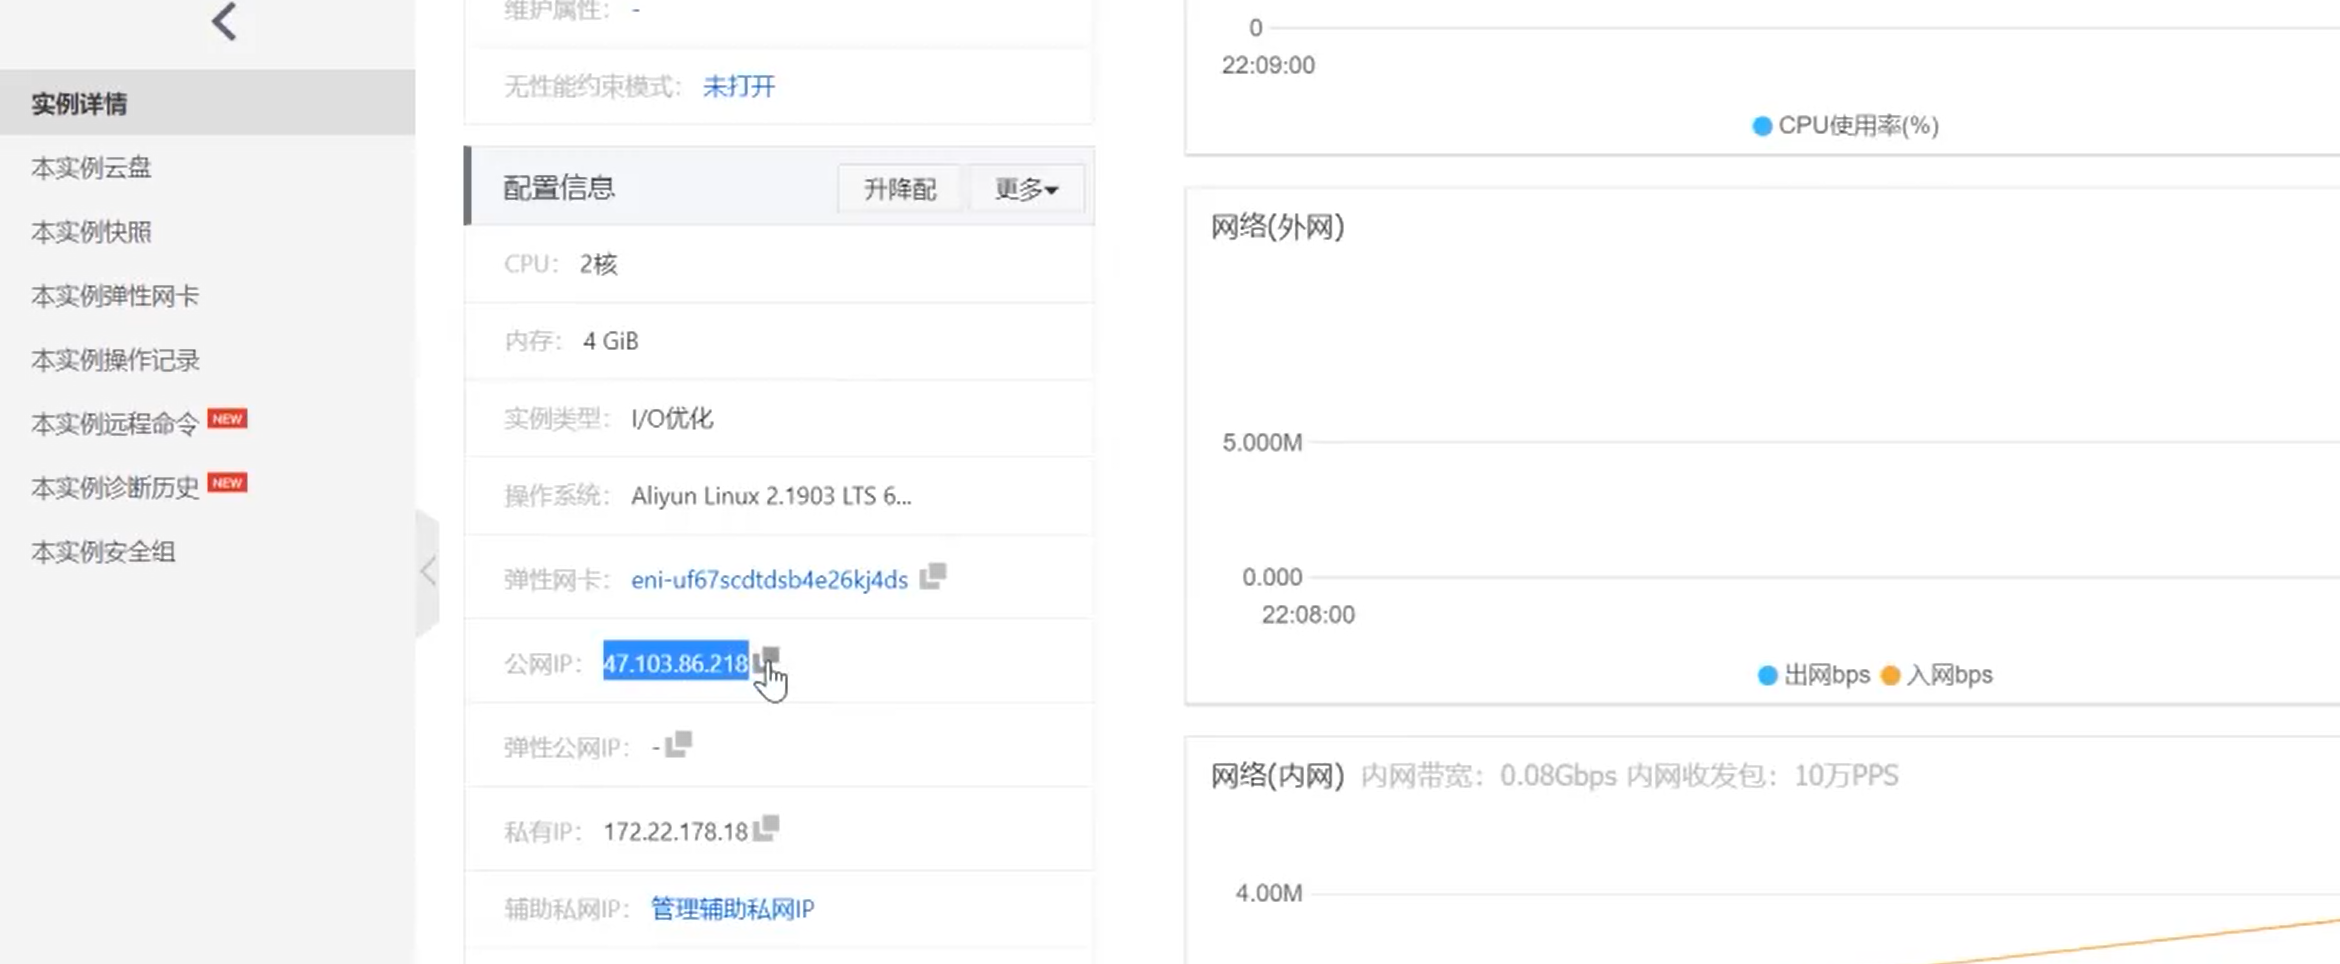 实例详情
本实例云盘
本实例快照
本实例弹性网卡
本实例操作记录
本实例远程命令 NEW
本实例诊断历史 NEW
本实例安全组
维护属性： -
无性能约束模式： 未打开
配置信息 升降配 更多
CPU： 2核
内存： 4 GiB
实例类型： I/O优化
操作系统： Aliyun Linux 2.1903 LTS 6...
弹性网卡： eni-uf67scdtdsb4e26kj4ds
公网IP： 47.103.86.218
弹性公网IP： -
私有IP： 172.22.178.18
辅助私网IP： 管理辅助私网IP
0
22:09:00
CPU使用率(%)
网络(外网)
5.000M
0.000
22:08:00
出网bps 入网bps
网络(内网) 内网带宽： 0.08Gbps 内网收发包： 10万PPS
4.00M